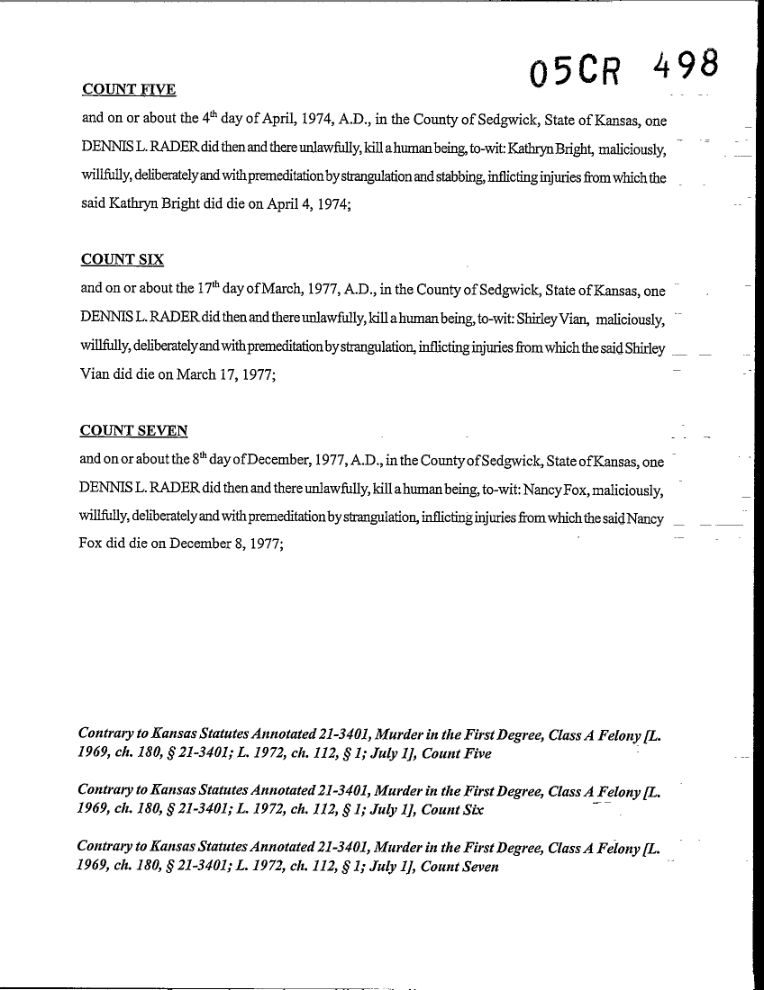 05CR 498
COUNT FIVE
and on or about the 4th day of April, 1974, A.D., in the County of Sedgwick, State of Kansas, one
DENNIS L. RADER did then and there unlawfully, kill a human being, to-wit: Kathryn Bright, maliciously,
willfully, deliberately and with premeditation by strangulation and stabbing, inflicting injuries from which the
said Kathryn Bright did die on April 4, 1974;
COUNT SIX
and on or about the 17th day of March, 1977, A.D., in the County of Sedgwick, State of Kansas, one
DENNIS L. RADER did then and there unlawfully, kill a human being, to-wit: Shirley Vian, maliciously,
willfully, deliberately and with premeditation by strangulation, inflicting injuries from which the said Shirley
Vian did die on March 17, 1977;
COUNT SEVEN
and on or about the 8th day of December, 1977, A.D., in the County of Sedgwick, State of Kansas, one
DENNIS L. RADER did then and there unlawfully, kill a human being, to-wit: Nancy Fox, maliciously,
willfully, deliberately and with premeditation by strangulation, inflicting injuries from which the said Nancy
Fox did die on December 8, 1977;
Contrary to Kansas Statutes Annotated 21-3401, Murder in the First Degree, Class A Felony [L.
1969, ch. 180, § 21-3401; L. 1972, ch. 112, § 1; July 1], Count Five
Contrary to Kansas Statutes Annotated 21-3401, Murder in the First Degree, Class A Felony [L.
1969, ch. 180, § 21-3401; L. 1972, ch. 112, § 1; July 1], Count Six
Contrary to Kansas Statutes Annotated 21-3401, Murder in the First Degree, Class A Felony [L.
1969, ch. 180, § 21-3401; L. 1972, ch. 112, § 1; July 1], Count Seven